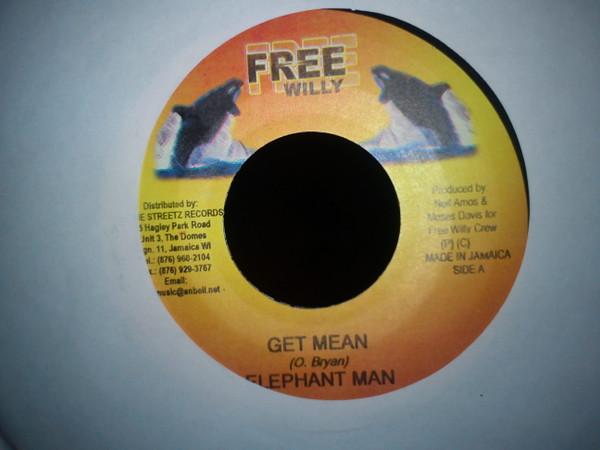 FREE
WILLY
Distributed by:
STREETZ RECORDS
Hagley Park Road
Unit 3, The Domes
11, Jamaica WI
(876) 960-2104
(876) 929-3767
Email:
Produced by
Neil Amos &
Moses Davis for
Free Willy Crew
(P) (C)
MADE IN JAMAICA
SIDE A
GET MEAN
(O. Bryan)
ELEPHANT MAN